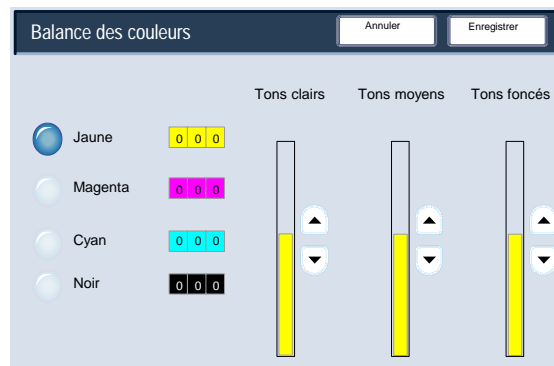 Balance des couleurs Annuler Enregistrer
Tons clairs Tons moyens Tons foncés
Jaune 0 0 0
Magenta 0 0 0
Cyan 0 0 0
Noir 0 0 0